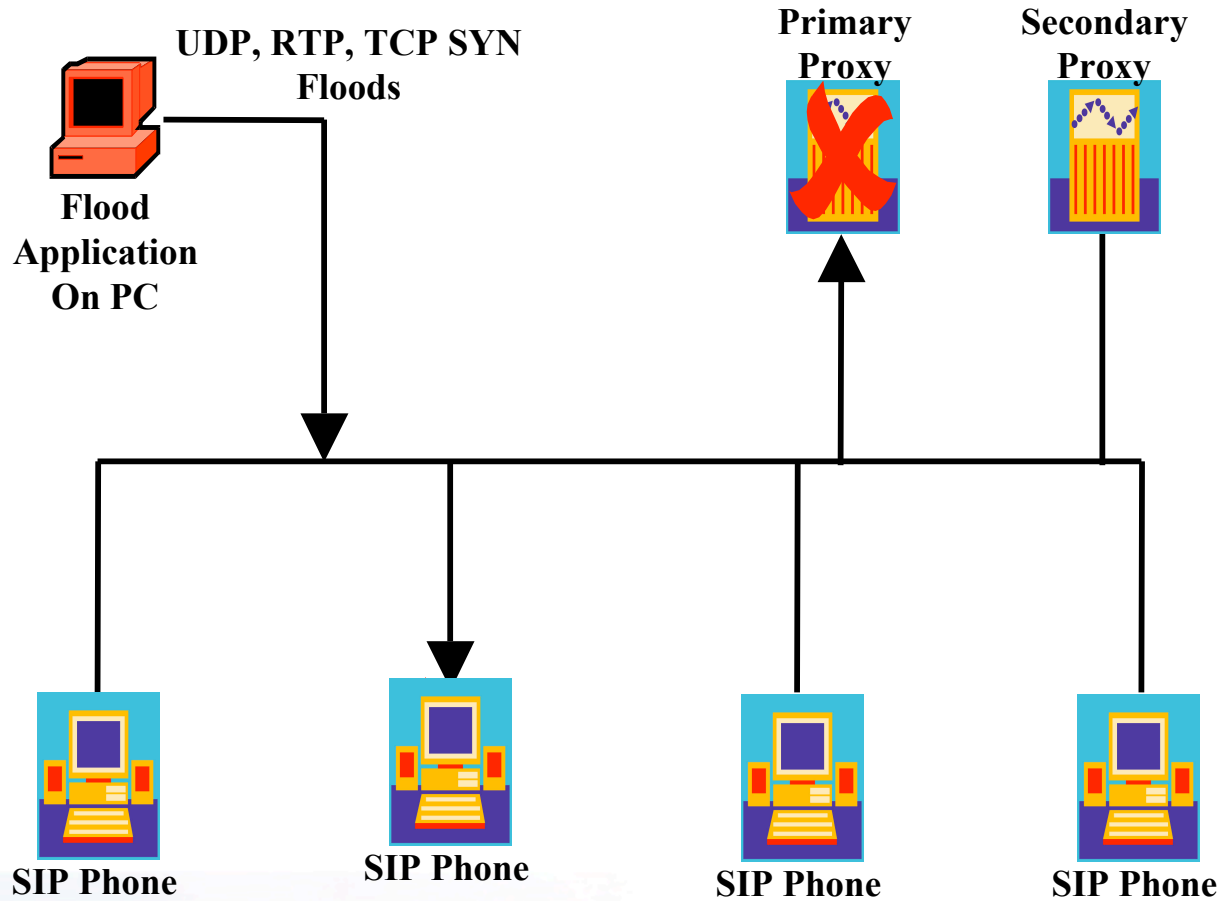 UDP, RTP, TCP SYN
Floods
Primary
Proxy
Secondary
Proxy
Flood
Application
On PC
SIP Phone
SIP Phone
SIP Phone
SIP Phone